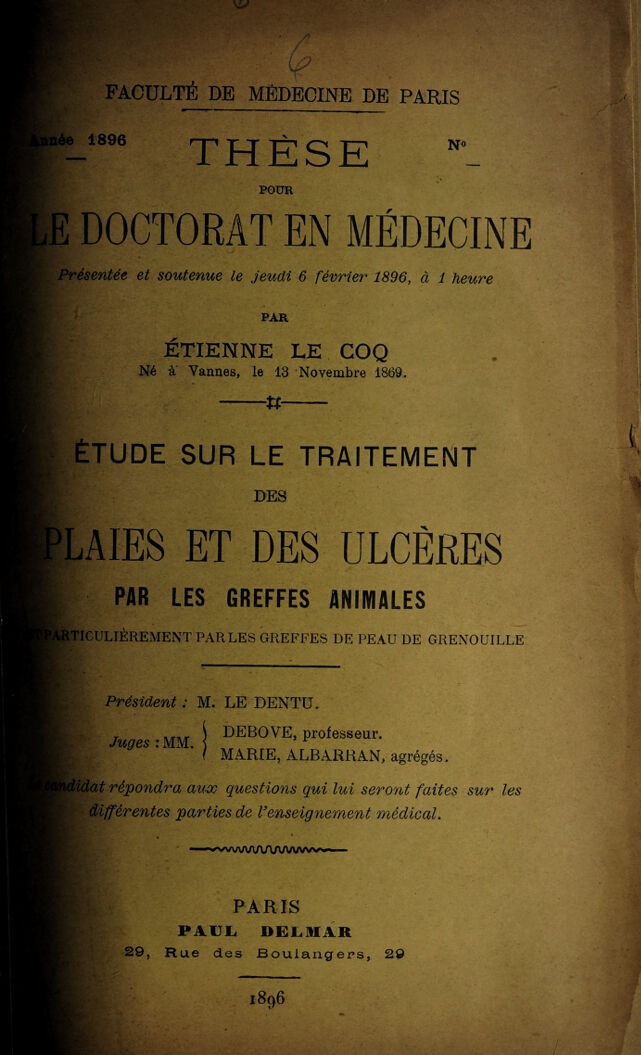 6
FACULTÉ DE MÉDECINE DE PARIS
Année 1896 THÈSE N°
POUR
LE DOCTORAT EN MÉDECINE
Présentée et soutenue le jeudi 6 février 1896, à 1 heure
PAR
ÉTIENNE LE COQ
Né à Vannes, le 13 Novembre 1869.
ÉTUDE SUR LE TRAITEMENT
DES
PLAIES ET DES ULCÈRES
PAR LES GREFFES ANIMALES
ET PARTICULIÈREMENT PAR LES GREFFES DE PEAU DE GRENOUILLE
Président : M. LE DENTU.
Juges : MM. { DEBOVE, professeur.
MARIE, ALBARRAN, agrégés.
Le candidat répondra aux questions qui lui seront faites sur les
différentes parties de l'enseignement médical.
PARIS
PAUL DELMAR
29, Rue des Boulangers, 29
1896